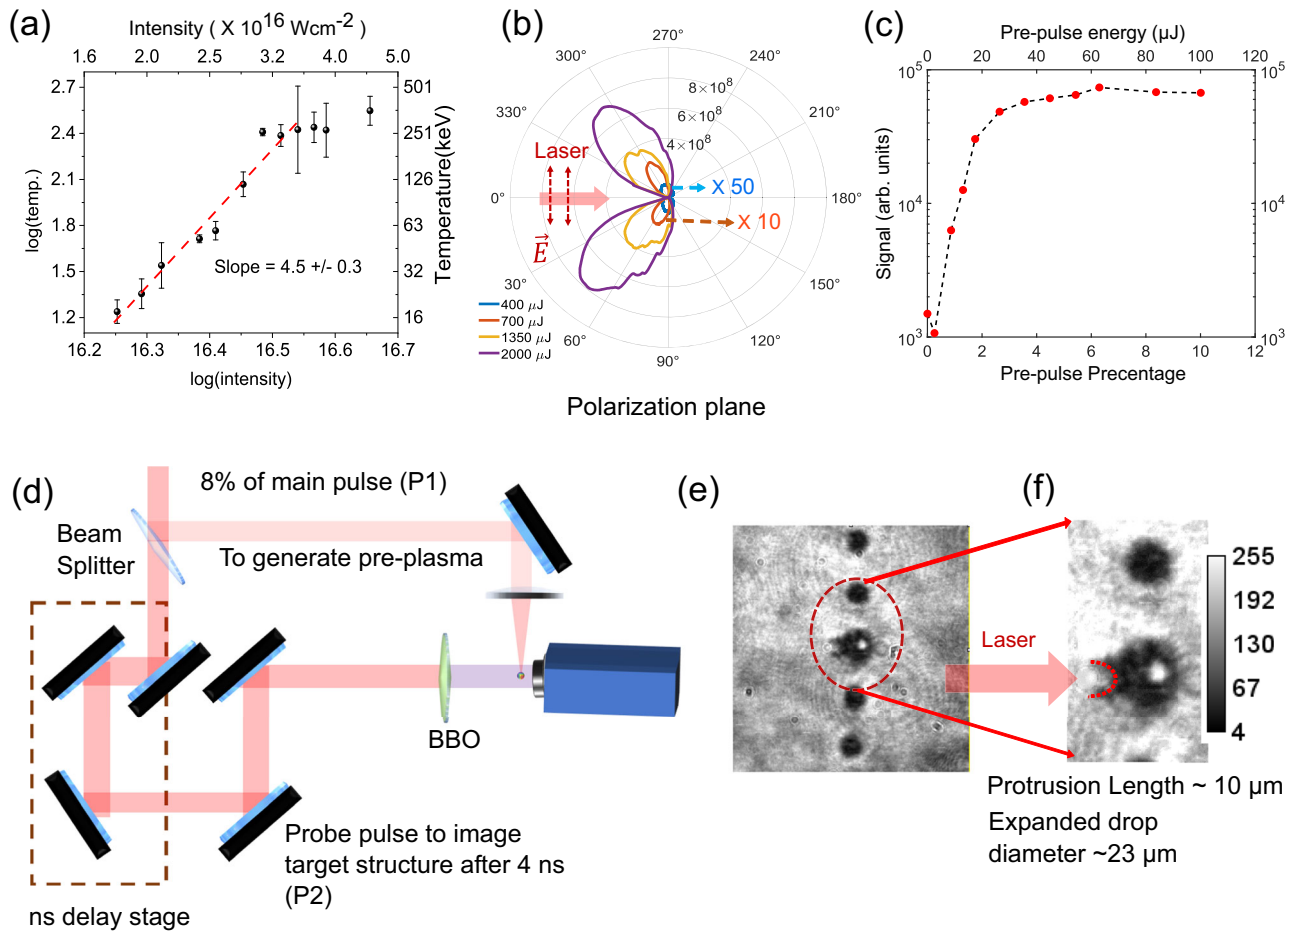 (a)
Intensity ( X 10^16 Wcm^-2 )
1.6 2.1 2.5 3.1 4.0 5.0
2.7
2.4
2.1
1.8
1.5
1.2
log(temp.)
501
251
126
63
32
16
Temperature(keV)
Slope = 4.5 +/- 0.3
16.2 16.3 16.4 16.5 16.6 16.7
log(intensity)
(b)
270°
300° 240°
330° 210°
0° 180°
30° 150°
60° 120°
90°
8×10^8
6×10^8
4×10^8
Laser
E
X 50
X 10
400 μJ
700 μJ
1350 μJ
2000 μJ
Polarization plane
(c)
Pre-pulse energy (μJ)
0 20 40 60 80 100 120
10^5 10^5
10^4 10^4
10^3 10^3
Signal (arb. units)
0 2 4 6 8 10 12
Pre-pulse Precentage
(d)
8% of main pulse (P1)
Beam
Splitter
To generate pre-plasma
BBO
Probe pulse to image
target structure after 4 ns
(P2)
ns delay stage
(e)
Laser
(f)
255
192
130
67
4
Protrusion Length ~ 10 μm
Expanded drop
diameter ~23 μm